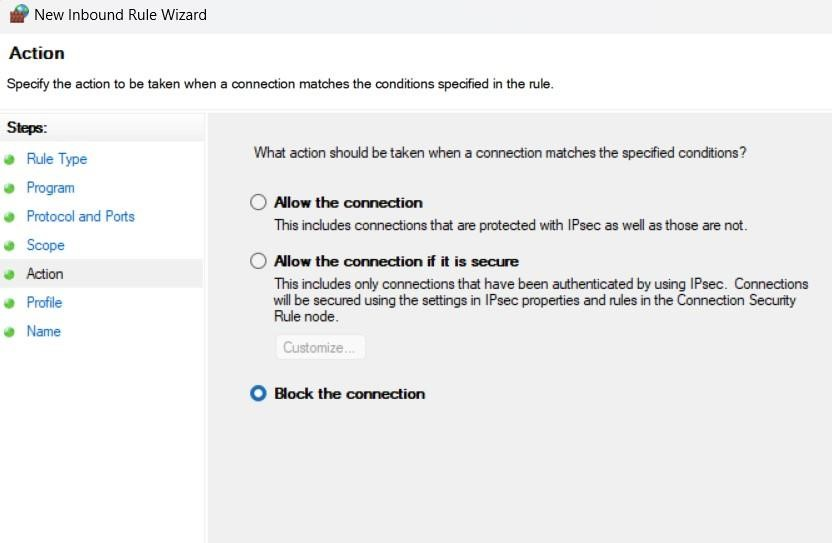 New Inbound Rule Wizard
Action
Specify the action to be taken when a connection matches the conditions specified in the rule.
Steps:
Rule Type
Program
Protocol and Ports
Scope
Action
Profile
Name
What action should be taken when a connection matches the specified conditions?
Allow the connection
This includes connections that are protected with IPsec as well as those are not.
Allow the connection if it is secure
This includes only connections that have been authenticated by using IPsec. Connections
will be secured using the settings in IPsec properties and rules in the Connection Security
Rule node.
Customize...
Block the connection